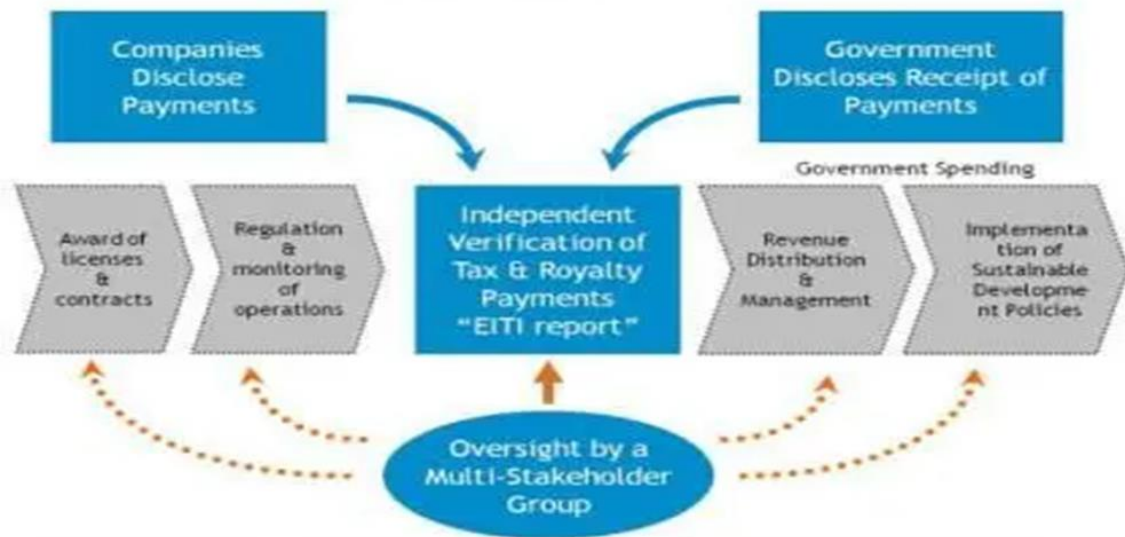 Companies
Disclose
Payments
Government
Discloses Receipt of
Payments
Government Spending
Award of
licenses
&
contracts
Regulation
&
monitoring
of
operations
Independent
Verification of
Tax & Royalty
Payments
“EITI report”
Revenue
Distribution
&
Management
Implementa
tion of
Sustainable
Developme
nt Policies
Oversight by a
Multi-Stakeholder
Group